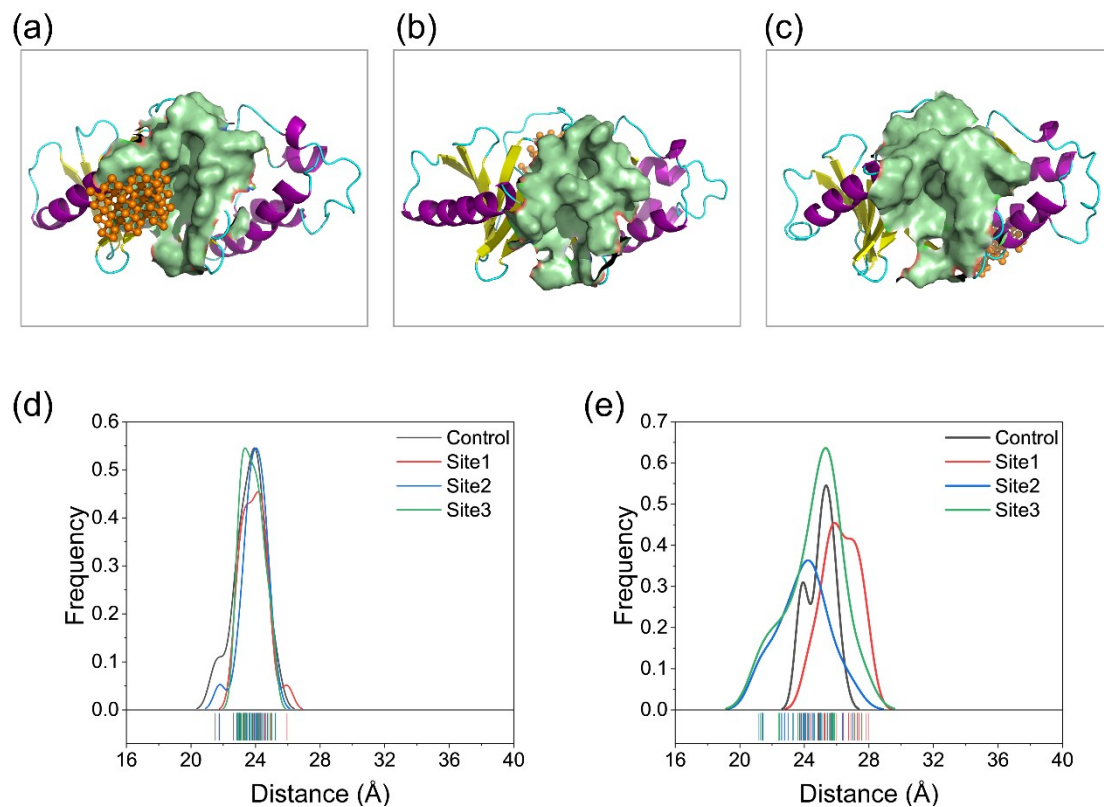 (a)
(b)
(c)
(d)
(e)
0.6
0.5
0.4
0.3
0.2
0.1
0.0
Frequency
Control
Site1
Site2
Site3
16
20
24
28
32
36
40
Distance (Å)
0.7
0.6
0.5
0.4
0.3
0.2
0.1
0.0
Frequency
Control
Site1
Site2
Site3
16
20
24
28
32
36
40
Distance (Å)